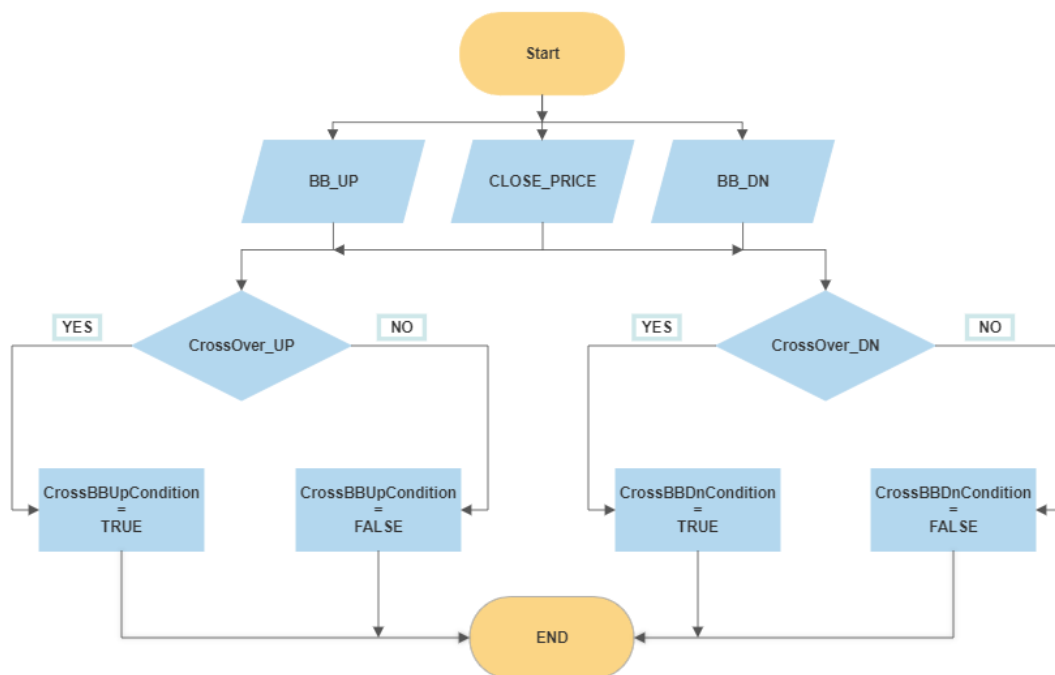 Start
BB_UP
CLOSE_PRICE
BB_DN
YES
CrossOver_UP
NO
YES
CrossOver_DN
NO
CrossBBUpCondition
=
TRUE
CrossBBUpCondition
=
FALSE
CrossBBDnCondition
=
TRUE
CrossBBDnCondition
=
FALSE
END